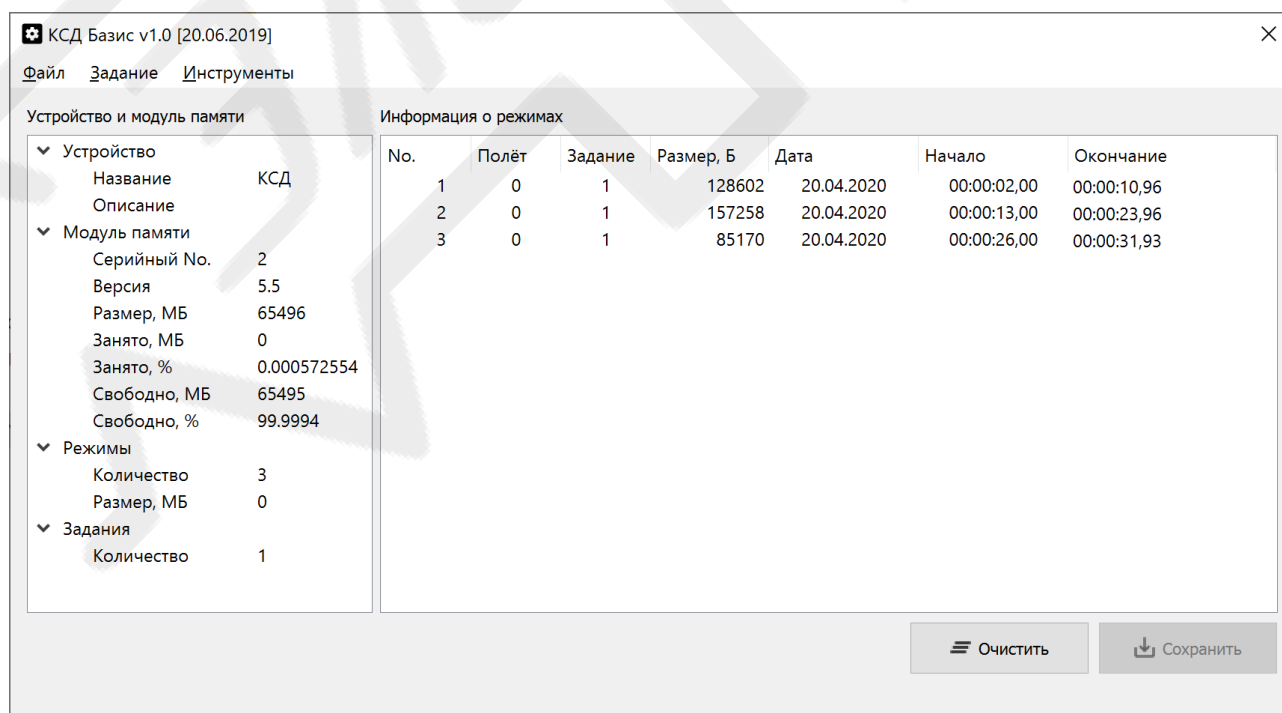 КСД Базис v1.0 [20.06.2019]
Файл Задание Инструменты
Устройство и модуль памяти
Устройство
Название КСД
Описание
Модуль памяти
Серийный No. 2
Версия 5.5
Размер, МБ 65496
Занято, МБ 0
Занято, % 0.000572554
Свободно, МБ 65495
Свободно, % 99.9994
Режимы
Количество 3
Размер, МБ 0
Задания
Количество 1
Информация о режимах
No. Полёт Задание Размер, Б Дата Начало Окончание
1 0 1 128602 20.04.2020 00:00:02,00 00:00:10,96
2 0 1 157258 20.04.2020 00:00:13,00 00:00:23,96
3 0 1 85170 20.04.2020 00:00:26,00 00:00:31,93
Очистить Сохранить